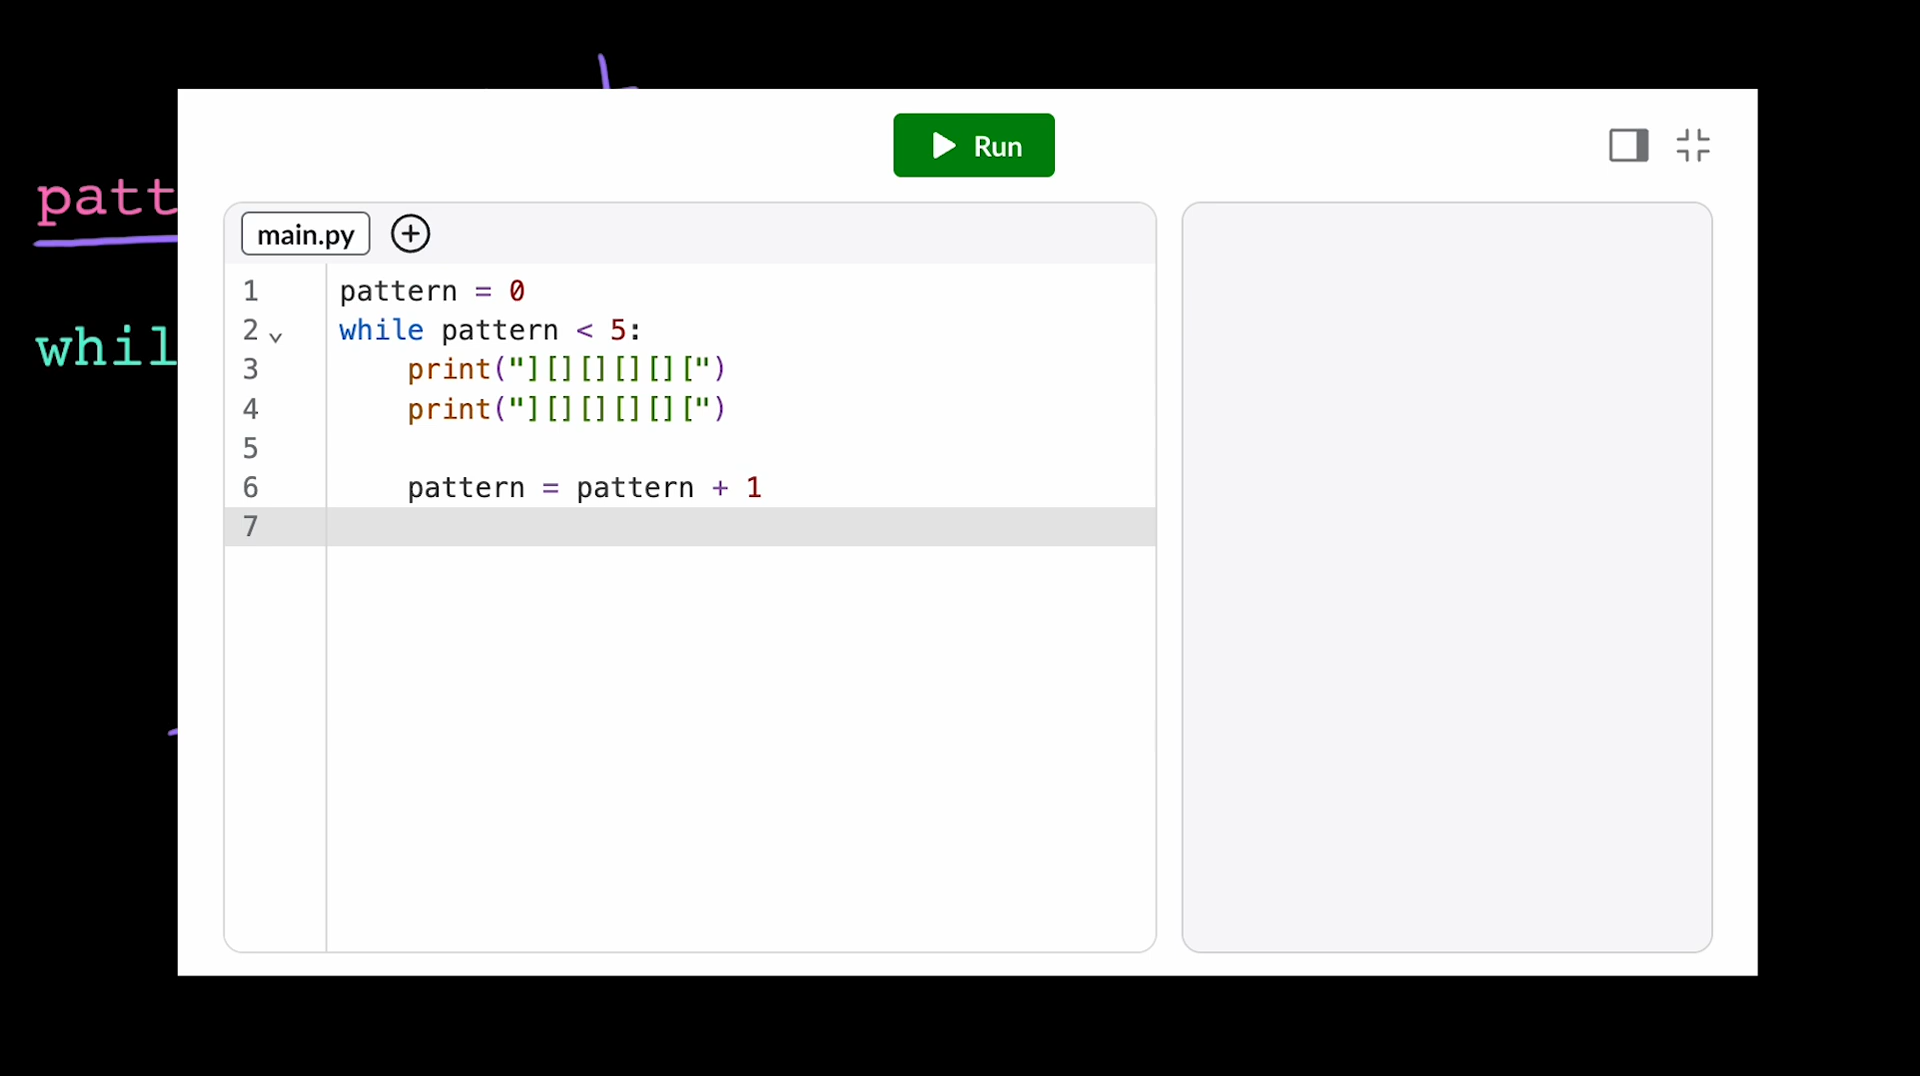 Run
patt
whil
main.py
1 pattern = 0
2 while pattern < 5:
3     print("][][][][][")
4     print("][][][][][")
5
6     pattern = pattern + 1
7